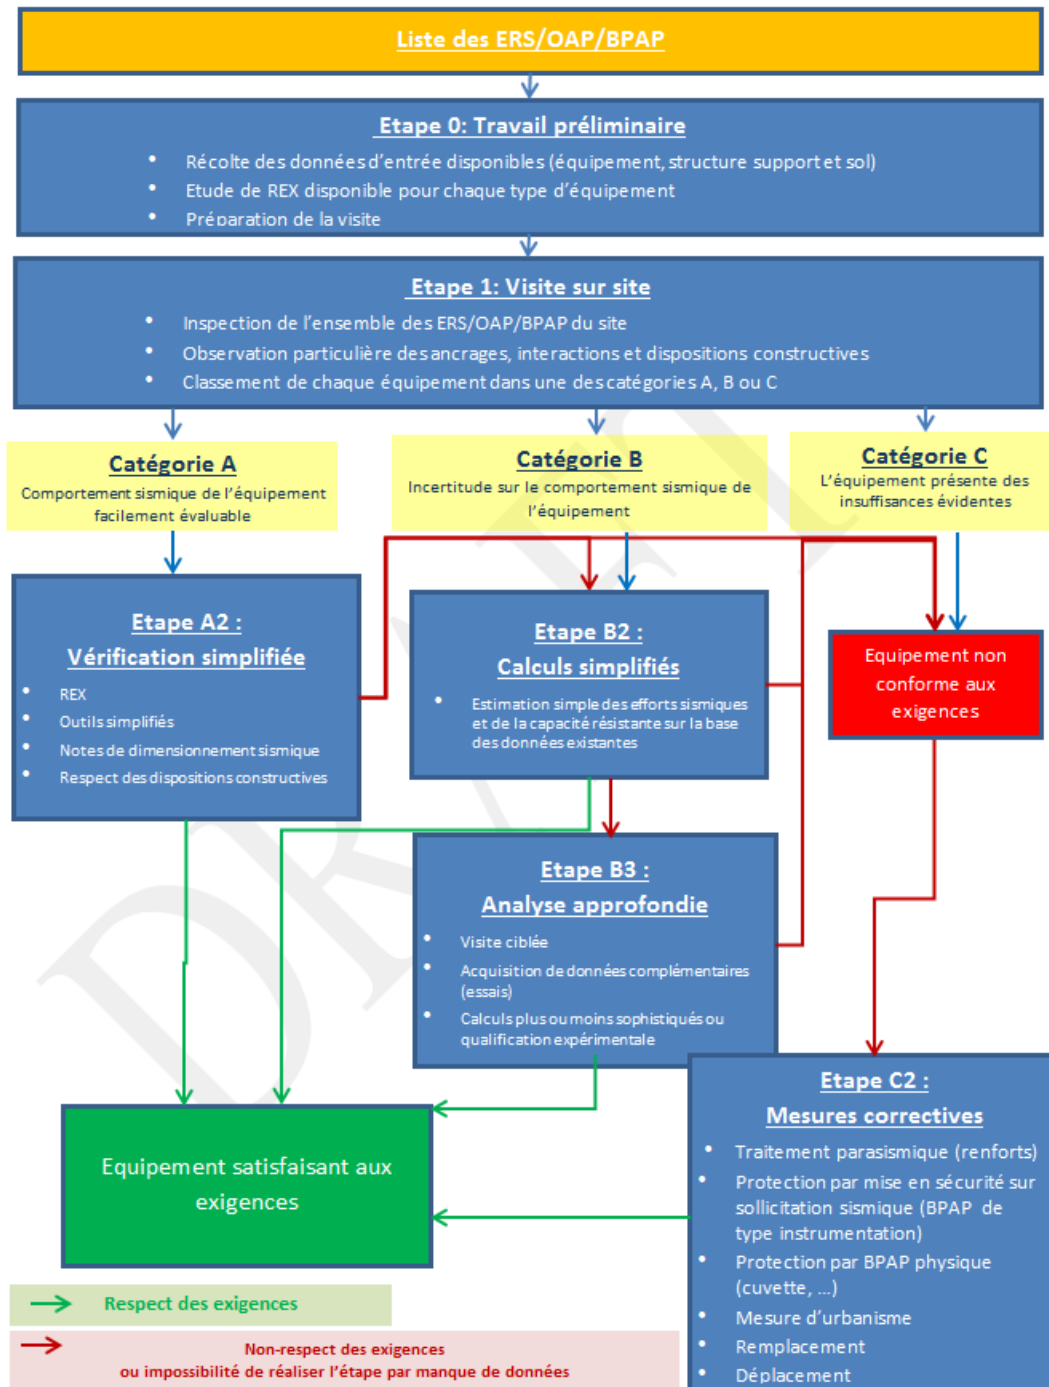 Liste des ERS/OAP/BPAP
Etape 0: Travail préliminaire
• Récolte des données d'entrée disponibles (équipement, structure support et sol)
• Etude de REX disponible pour chaque type d'équipement
• Préparation de la visite
Etape 1: Visite sur site
• Inspection de l'ensemble des ERS/OAP/BPAP du site
• Observation particulière des ancrages, interactions et dispositions constructives
• Classement de chaque équipement dans une des catégories A, B ou C
Catégorie A
Comportement sismique de l'équipement
facilement évaluable
Catégorie B
Incertitude sur le comportement sismique de
l'équipement
Catégorie C
L'équipement présente des
insuffisances évidentes
Etape A2 :
Vérification simplifiée
• REX
• Outils simplifiés
• Notes de dimensionnement sismique
• Respect des dispositions constructives
Etape B2 :
Calculs simplifiés
• Estimation simple des efforts sismiques
et de la capacité résistante sur la base
des données existantes
Equipement non
conforme aux
exigences
Etape B3 :
Analyse approfondie
• Visite ciblée
• Acquisition de données complémentaires
(essais)
• Calculs plus ou moins sophistiqués ou
qualification expérimentale
Etape C2 :
Mesures correctives
• Traitement parasismique (renforts)
• Protection par mise en sécurité sur
sollicitation sismique (BPAP de
type instrumentation)
• Protection par BPAP physique
(cuvette, ...)
• Mesure d'urbanisme
• Remplacement
• Déplacement
Equipement satisfaisant aux
exigences
Respect des exigences
Non-respect des exigences
ou impossibilité de réaliser l'étape par manque de données
DRAFT